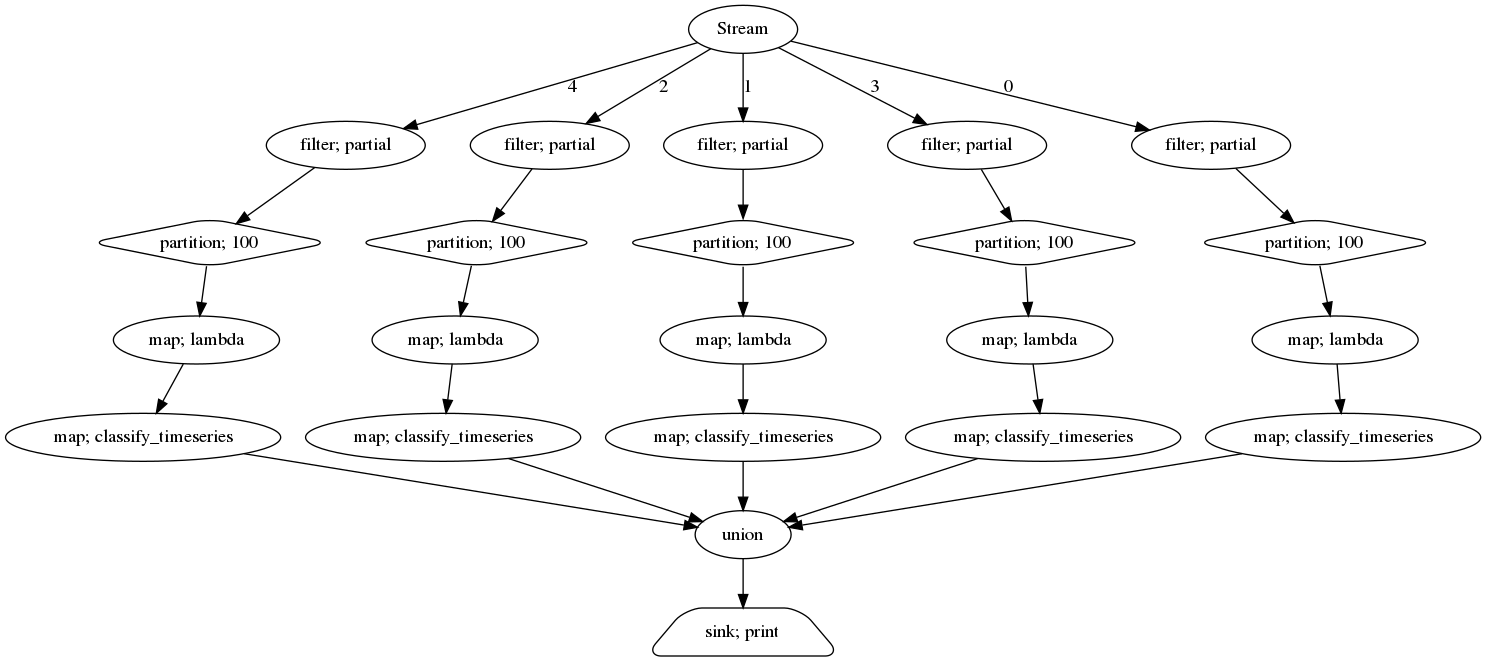 Stream
4
2
1
3
0
filter; partial
filter; partial
filter; partial
filter; partial
filter; partial
partition; 100
partition; 100
partition; 100
partition; 100
partition; 100
map; lambda
map; lambda
map; lambda
map; lambda
map; lambda
map; classify_timeseries
map; classify_timeseries
map; classify_timeseries
map; classify_timeseries
map; classify_timeseries
union
sink; print